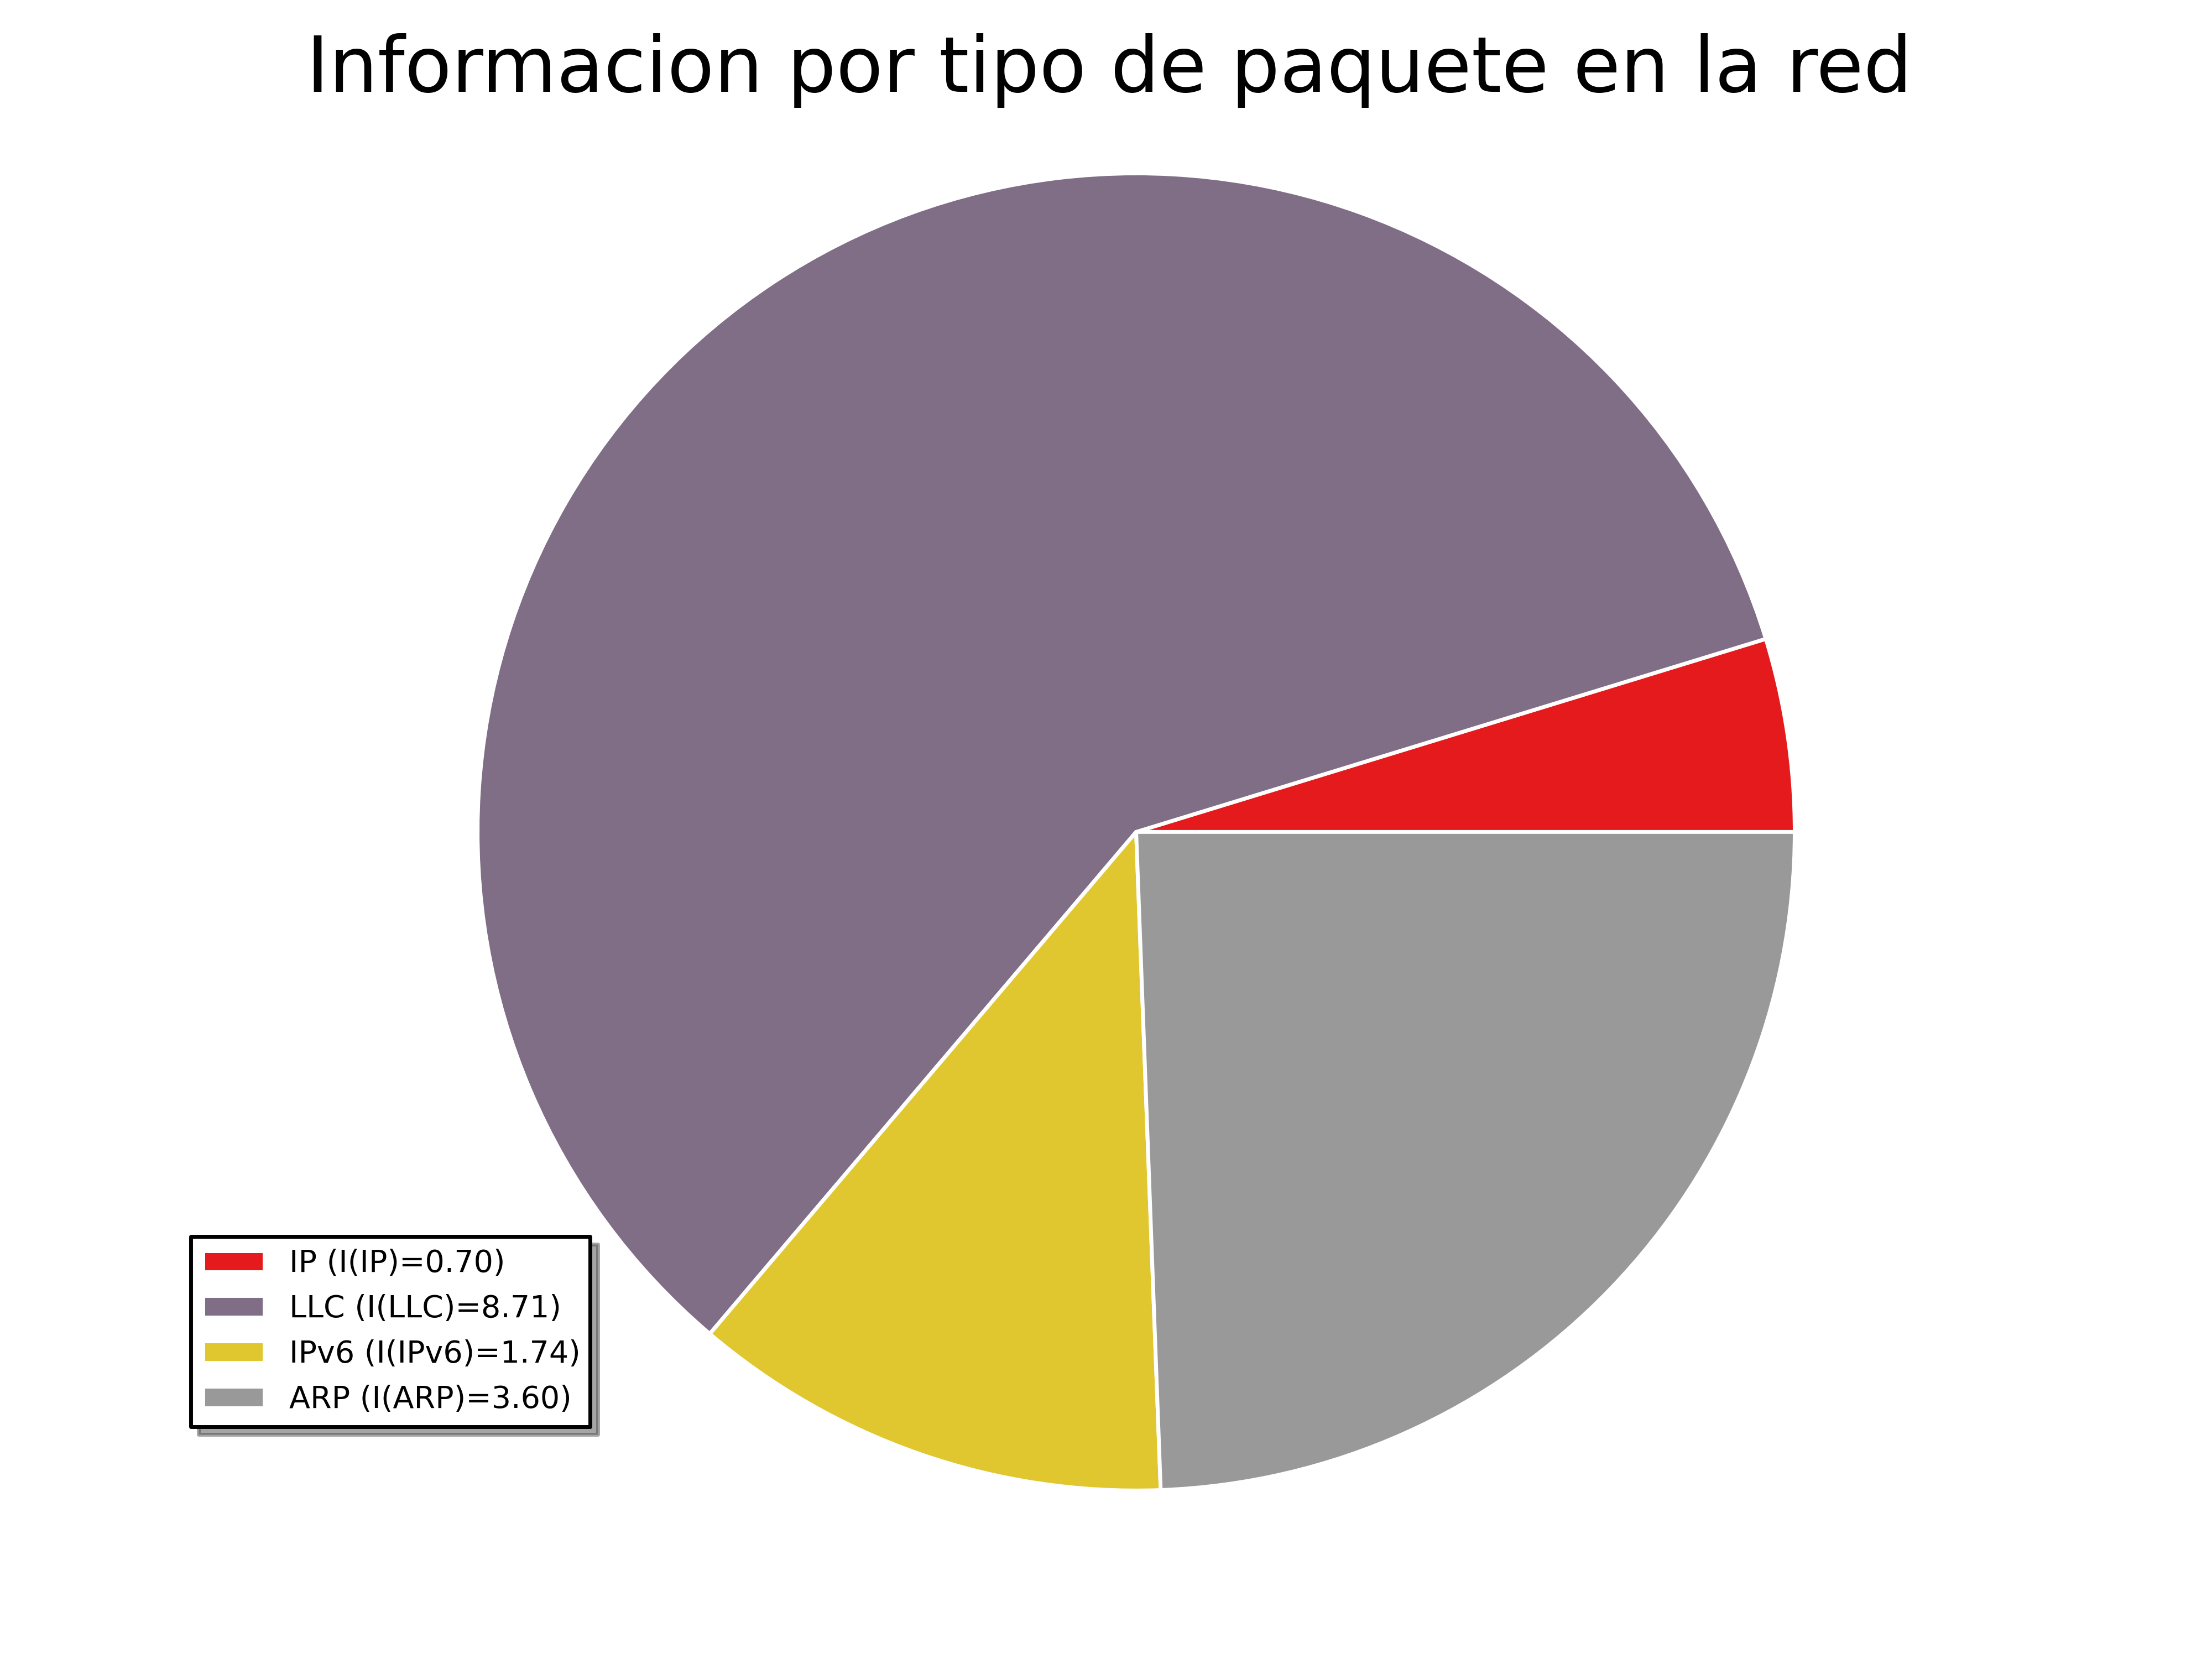 Informacion por tipo de paquete en la red
IP (I(IP)=0.70)
LLC (I(LLC)=8.71)
IPv6 (I(IPv6)=1.74)
ARP (I(ARP)=3.60)